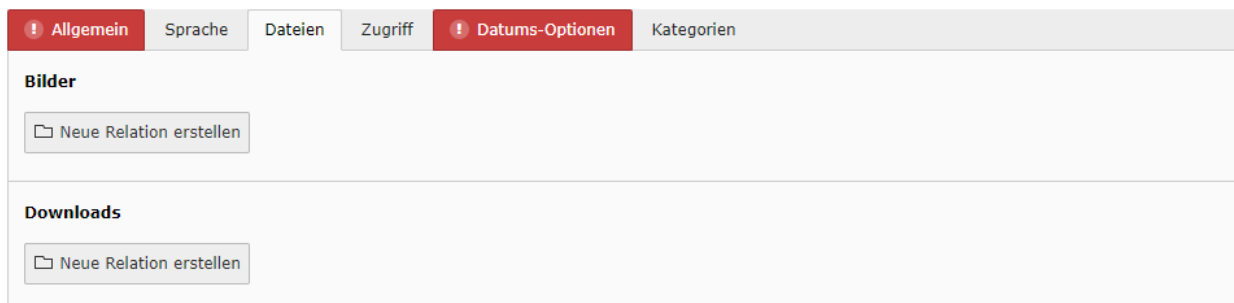 Allgemein Sprache Dateien Zugriff Datums-Optionen Kategorien
Bilder
Neue Relation erstellen
Downloads
Neue Relation erstellen